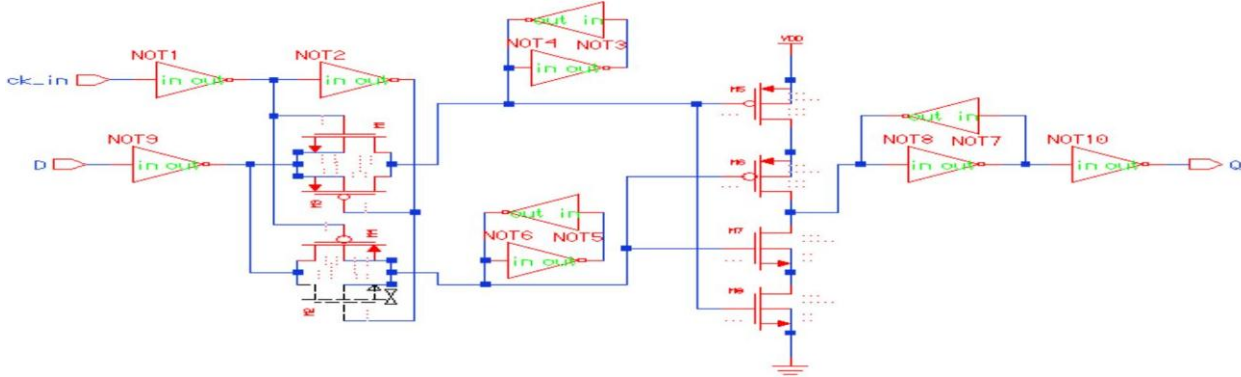 out in
NOT4 NOT3
in out
VDD
NOT1
NOT2
ck_in
in out
in out
M5
out in
NOT9
NOT8 NOT7
NOT10
D
in out
in out
in out
Q
M6
out in
NOT6 NOT5
in out
M7
M8
M2